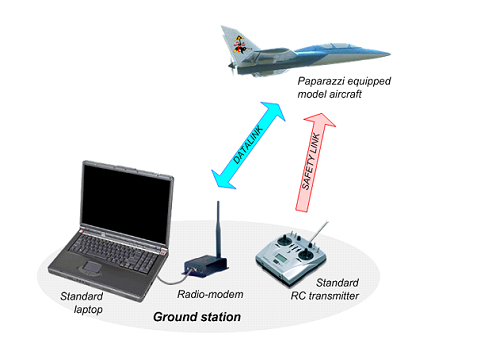 Paparazzi equipped
model aircraft
DATALINK
SAFETY LINK
Standard
laptop
Radio-modem
Standard
RC transmitter
Ground station